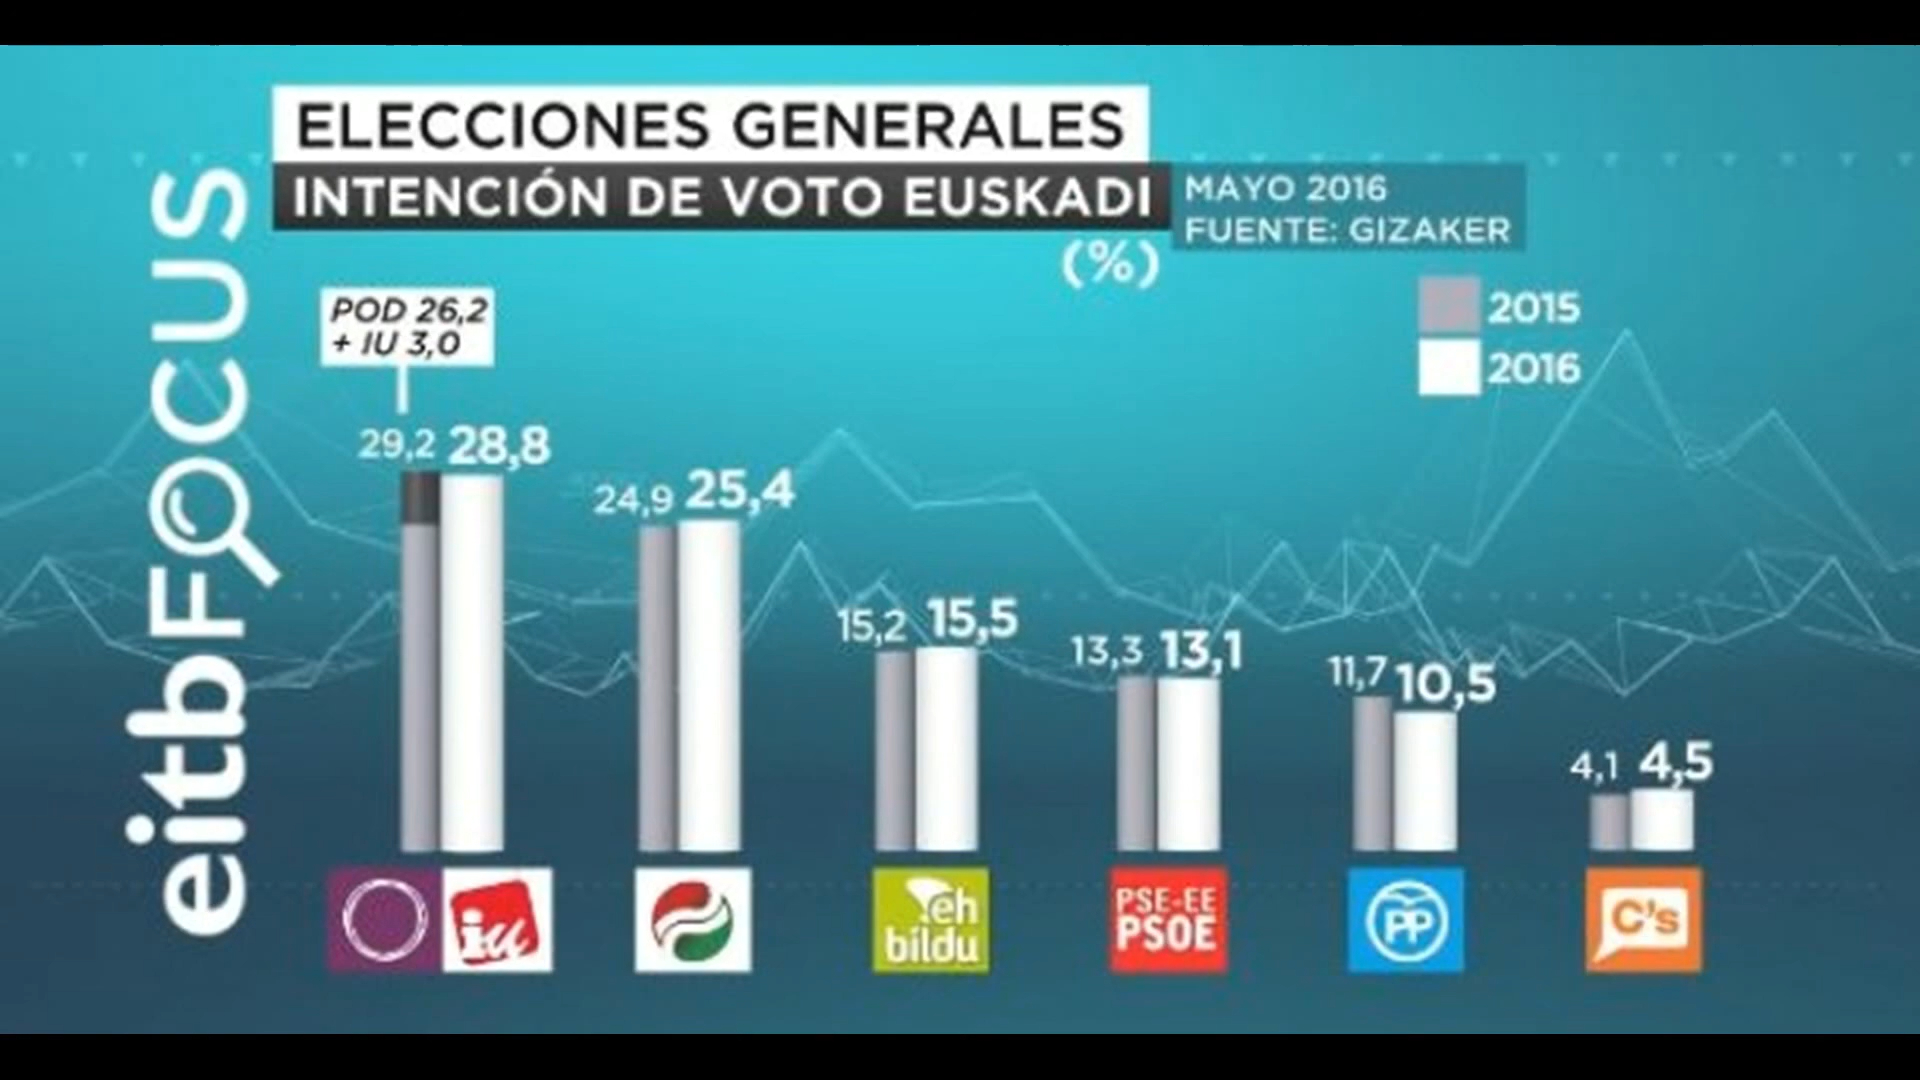 ELECCIONES GENERALES
INTENCIÓN DE VOTO EUSKADI
(%)
MAYO 2016
FUENTE: GIZAKER
2015
2016
eitbFOCUS
POD 26,2
+ IU 3,0
29,2 28,8
24,9 25,4
15,2 15,5
13,3 13,1
11,7 10,5
4,1 4,5
iu
eh
bildu
PSE-EE
PSOE
PP
C's